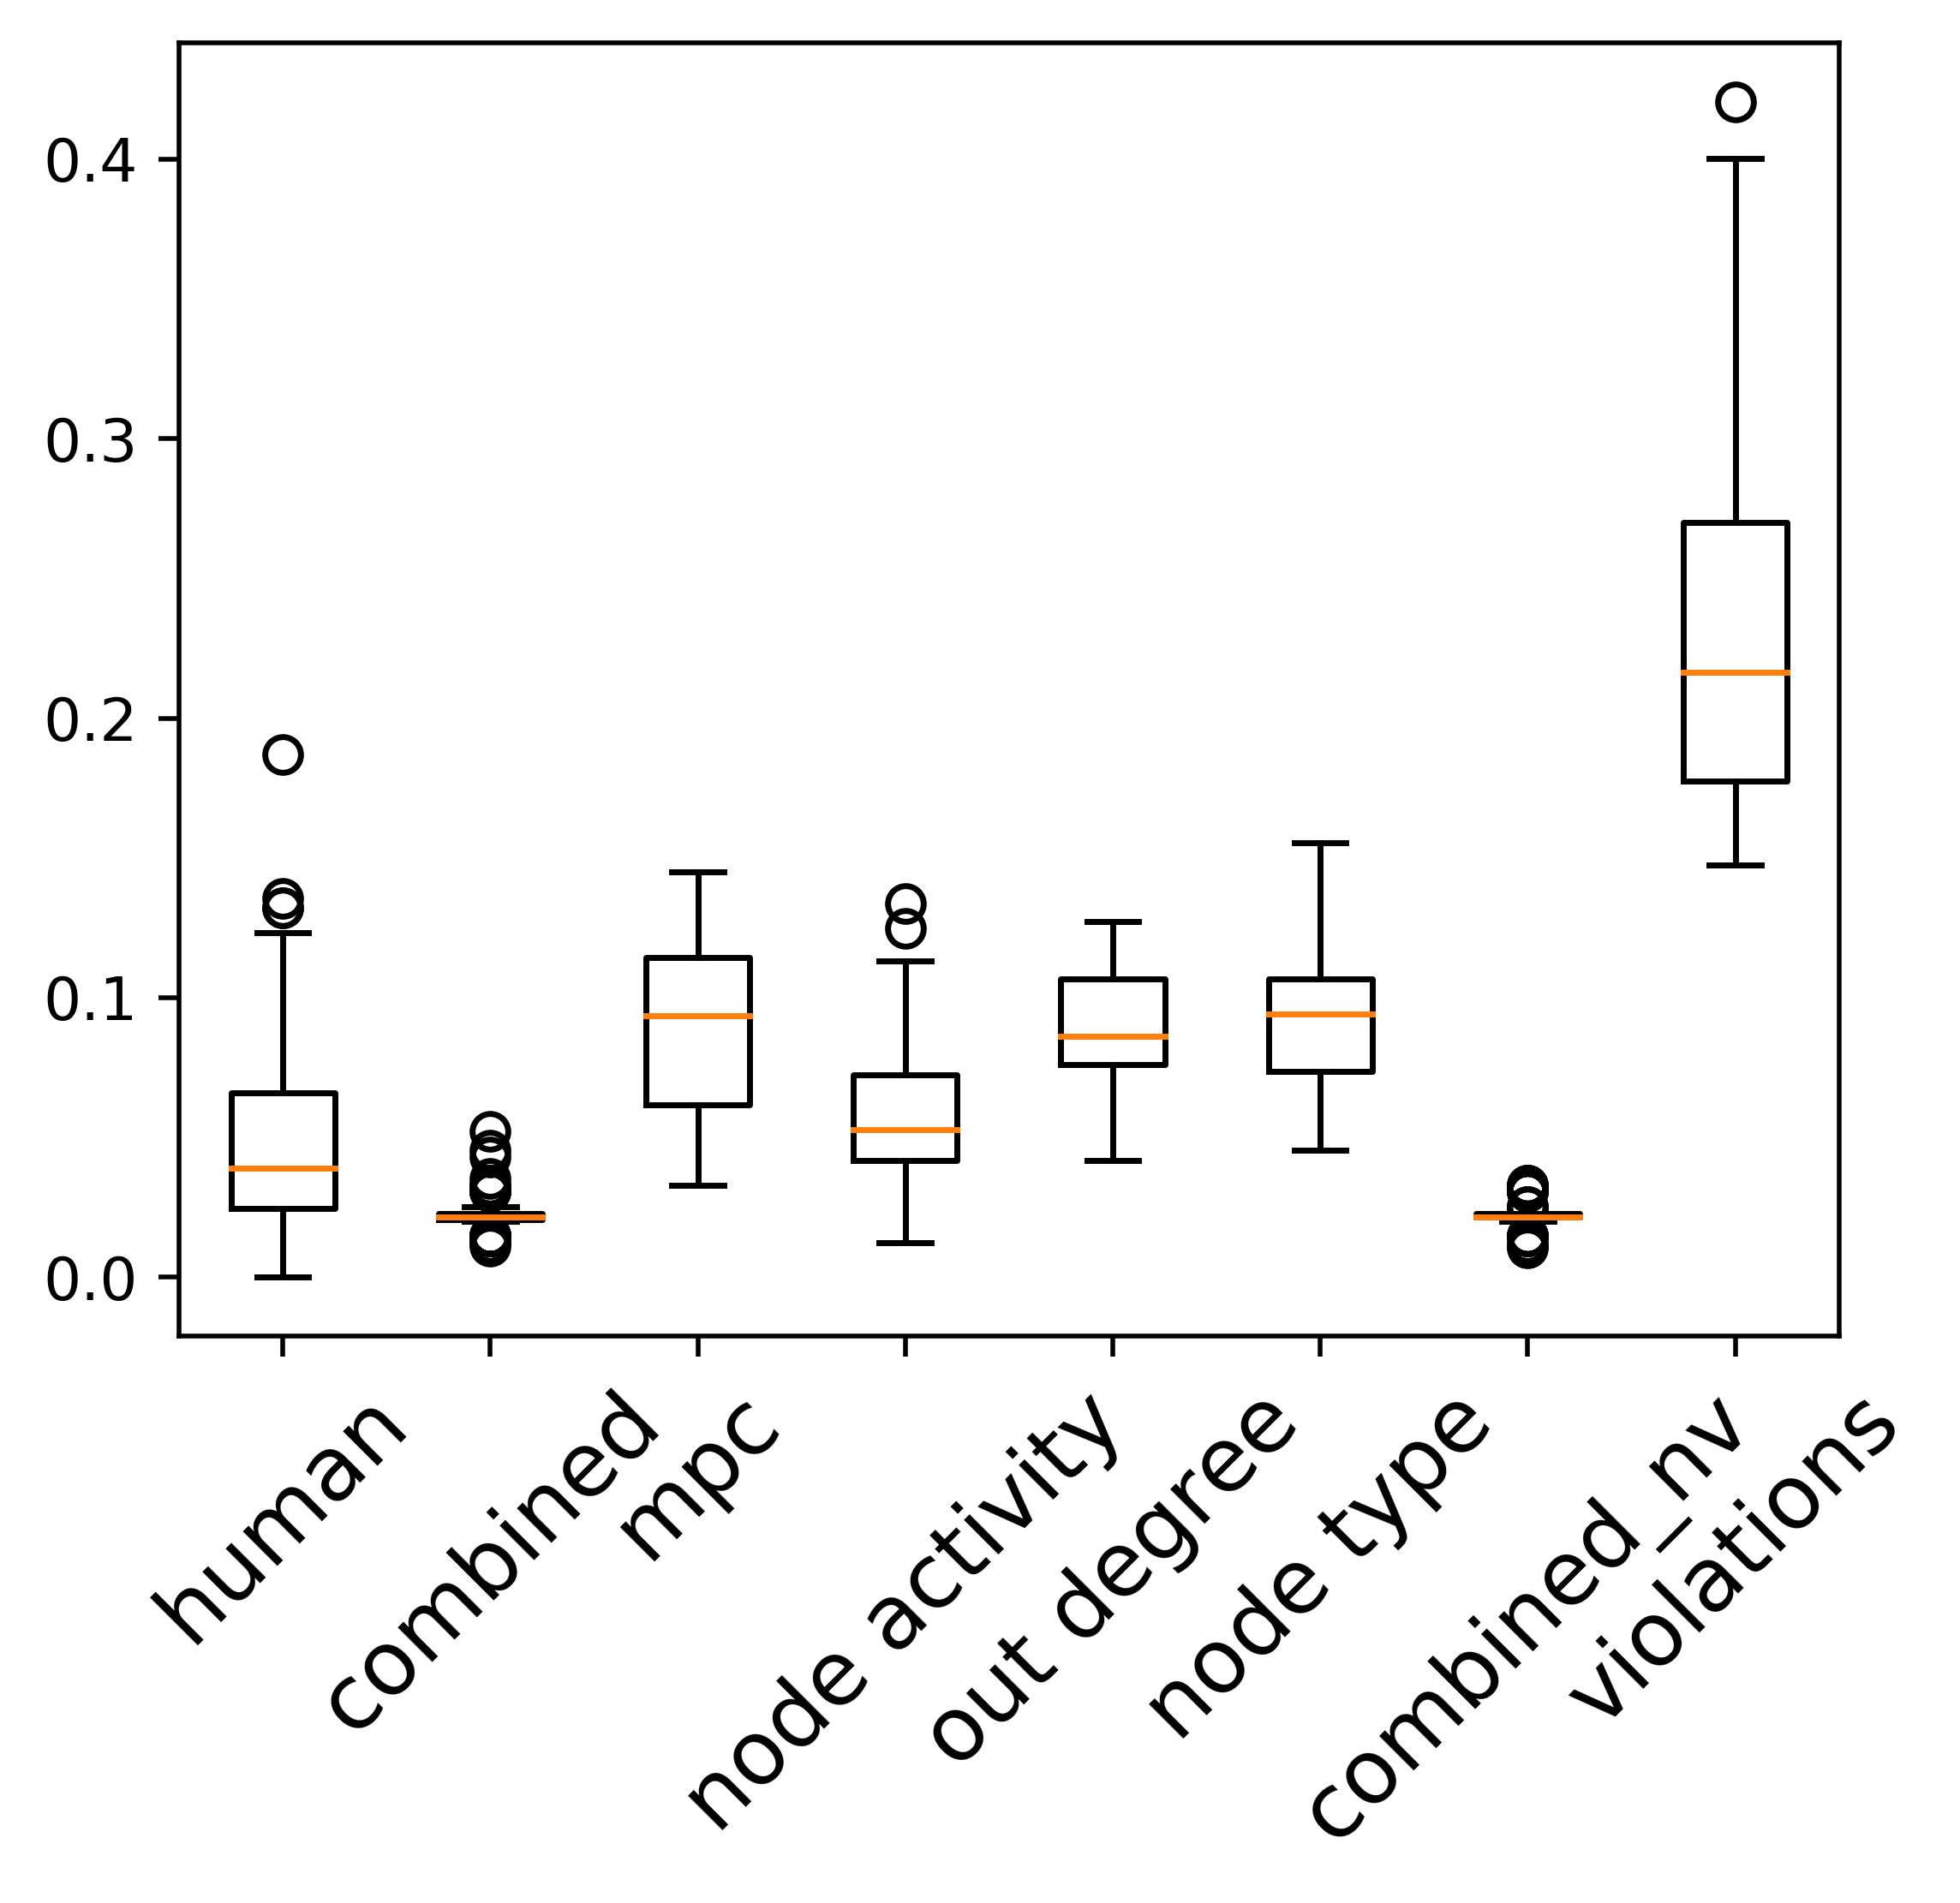 0.4
0.3
0.2
0.1
0.0
human
combined
mpc
node activity
out degree
node type
combined_nv
violations